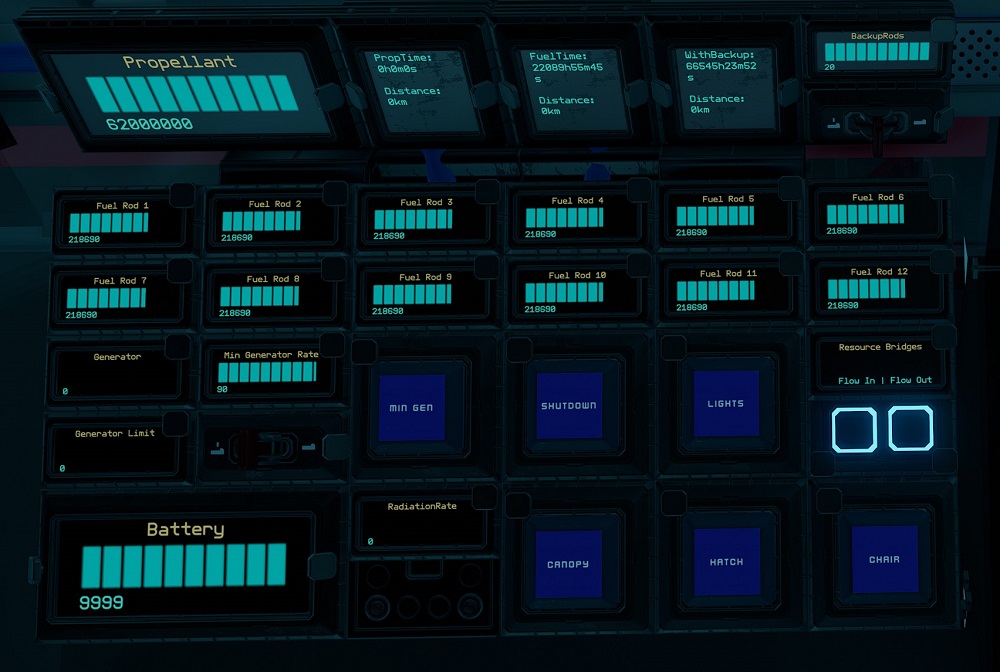 Propellant
62000000
PropTime:
0h0m0s
Distance:
0km
FuelTime:
22089h55m45
s
Distance:
0km
WithBackup:
66545h23m52
s
Distance:
0km
BackupRods
20
Fuel Rod 1
218690
Fuel Rod 2
218690
Fuel Rod 3
218690
Fuel Rod 4
218690
Fuel Rod 5
218690
Fuel Rod 6
218690
Fuel Rod 7
218690
Fuel Rod 8
218690
Fuel Rod 9
218690
Fuel Rod 10
218690
Fuel Rod 11
218690
Fuel Rod 12
218690
Generator
0
Min Generator Rate
90
MIN GEN
SHUTDOWN
LIGHTS
Resource Bridges
Flow In | Flow Out
Generator Limit
0
Battery
9999
RadiationRate
0
CANOPY
HATCH
CHAIR